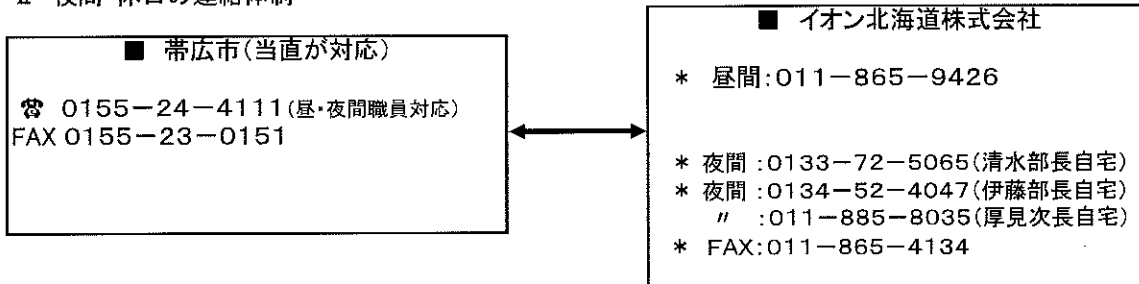 夜間・休日の連絡体制
■ 帯広市(当直が対応)
☎ 0155－24－4111(昼・夜間職員対応)
FAX 0155－23－0151
■ イオン北海道株式会社
* 昼間:011－865－9426
* 夜間:0133－72－5065(清水部長自宅)
* 夜間:0134－52－4047(伊藤部長自宅)
〃 :011－885－8035(厚見次長自宅)
* FAX:011－865－4134